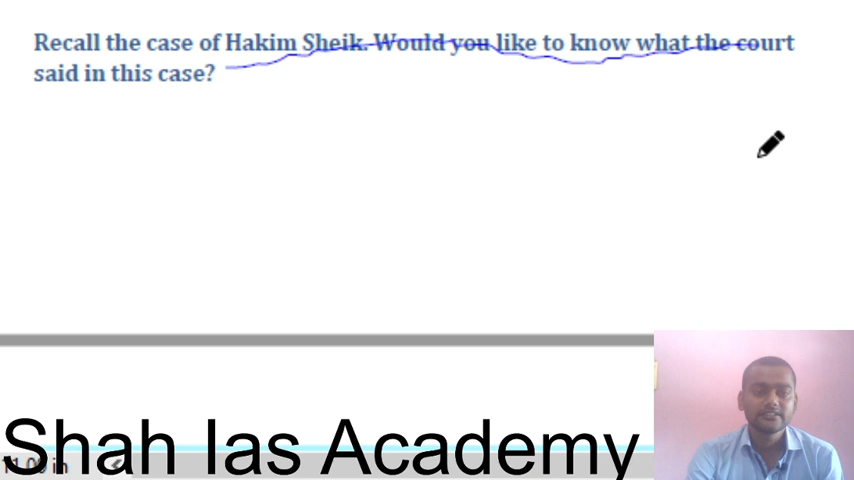 Recall the case of Hakim Sheik. Would you like to know what the court
said in this case?
Shah Ias Academy